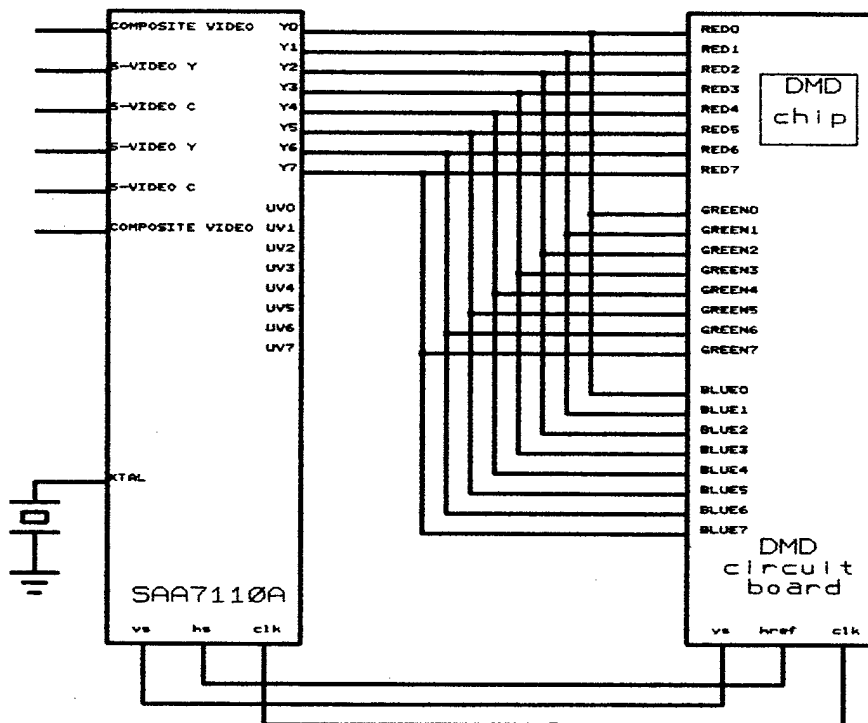 COMPOSITE VIDEO
S-VIDEO Y
S-VIDEO C
S-VIDEO Y
S-VIDEO C
COMPOSITE VIDEO
XTAL
Y0
Y1
Y2
Y3
Y4
Y5
Y6
Y7
UV0
UV1
UV2
UV3
UV4
UV5
UV6
UV7
SAA7110A
vs hs clk
RED0
RED1
RED2
RED3
RED4
RED5
RED6
RED7
DMD
chip
GREEN0
GREEN1
GREEN2
GREEN3
GREEN4
GREEN5
GREEN6
GREEN7
BLUE0
BLUE1
BLUE2
BLUE3
BLUE4
BLUE5
BLUE6
BLUE7
DMD
circuit
board
vs href clk